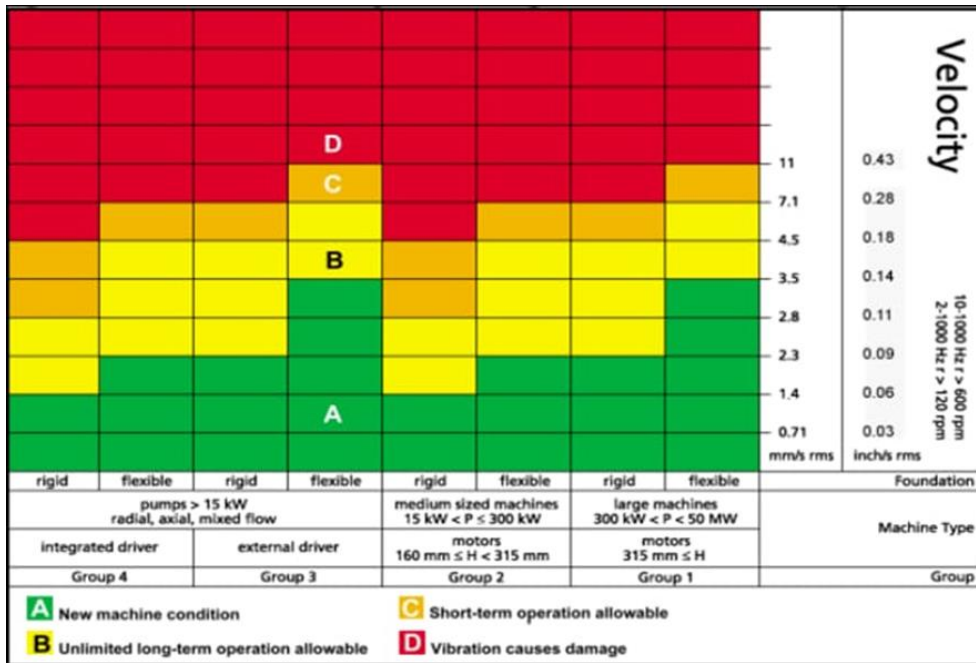 Velocity
D
11
0.43
C
7.1
0.28
4.5
0.18
B
3.5
0.14
2.8
0.11
2.3
0.09
1.4
0.06
A
0.71
0.03
10-1000 Hz r > 600 rpm
2-1000 Hz r > 120 rpm
mm/s rms
inch/s rms
rigid flexible rigid flexible rigid flexible rigid flexible Foundation
pumps > 15 kW
radial, axial, mixed flow
medium sized machines
15 kW < P ≤ 300 kW
large machines
300 kW < P < 50 MW
Machine Type
integrated driver
external driver
motors
160 mm ≤ H < 315 mm
motors
315 mm ≤ H
Group 4 Group 3 Group 2 Group 1 Group
A New machine condition
C Short-term operation allowable
B Unlimited long-term operation allowable
D Vibration causes damage